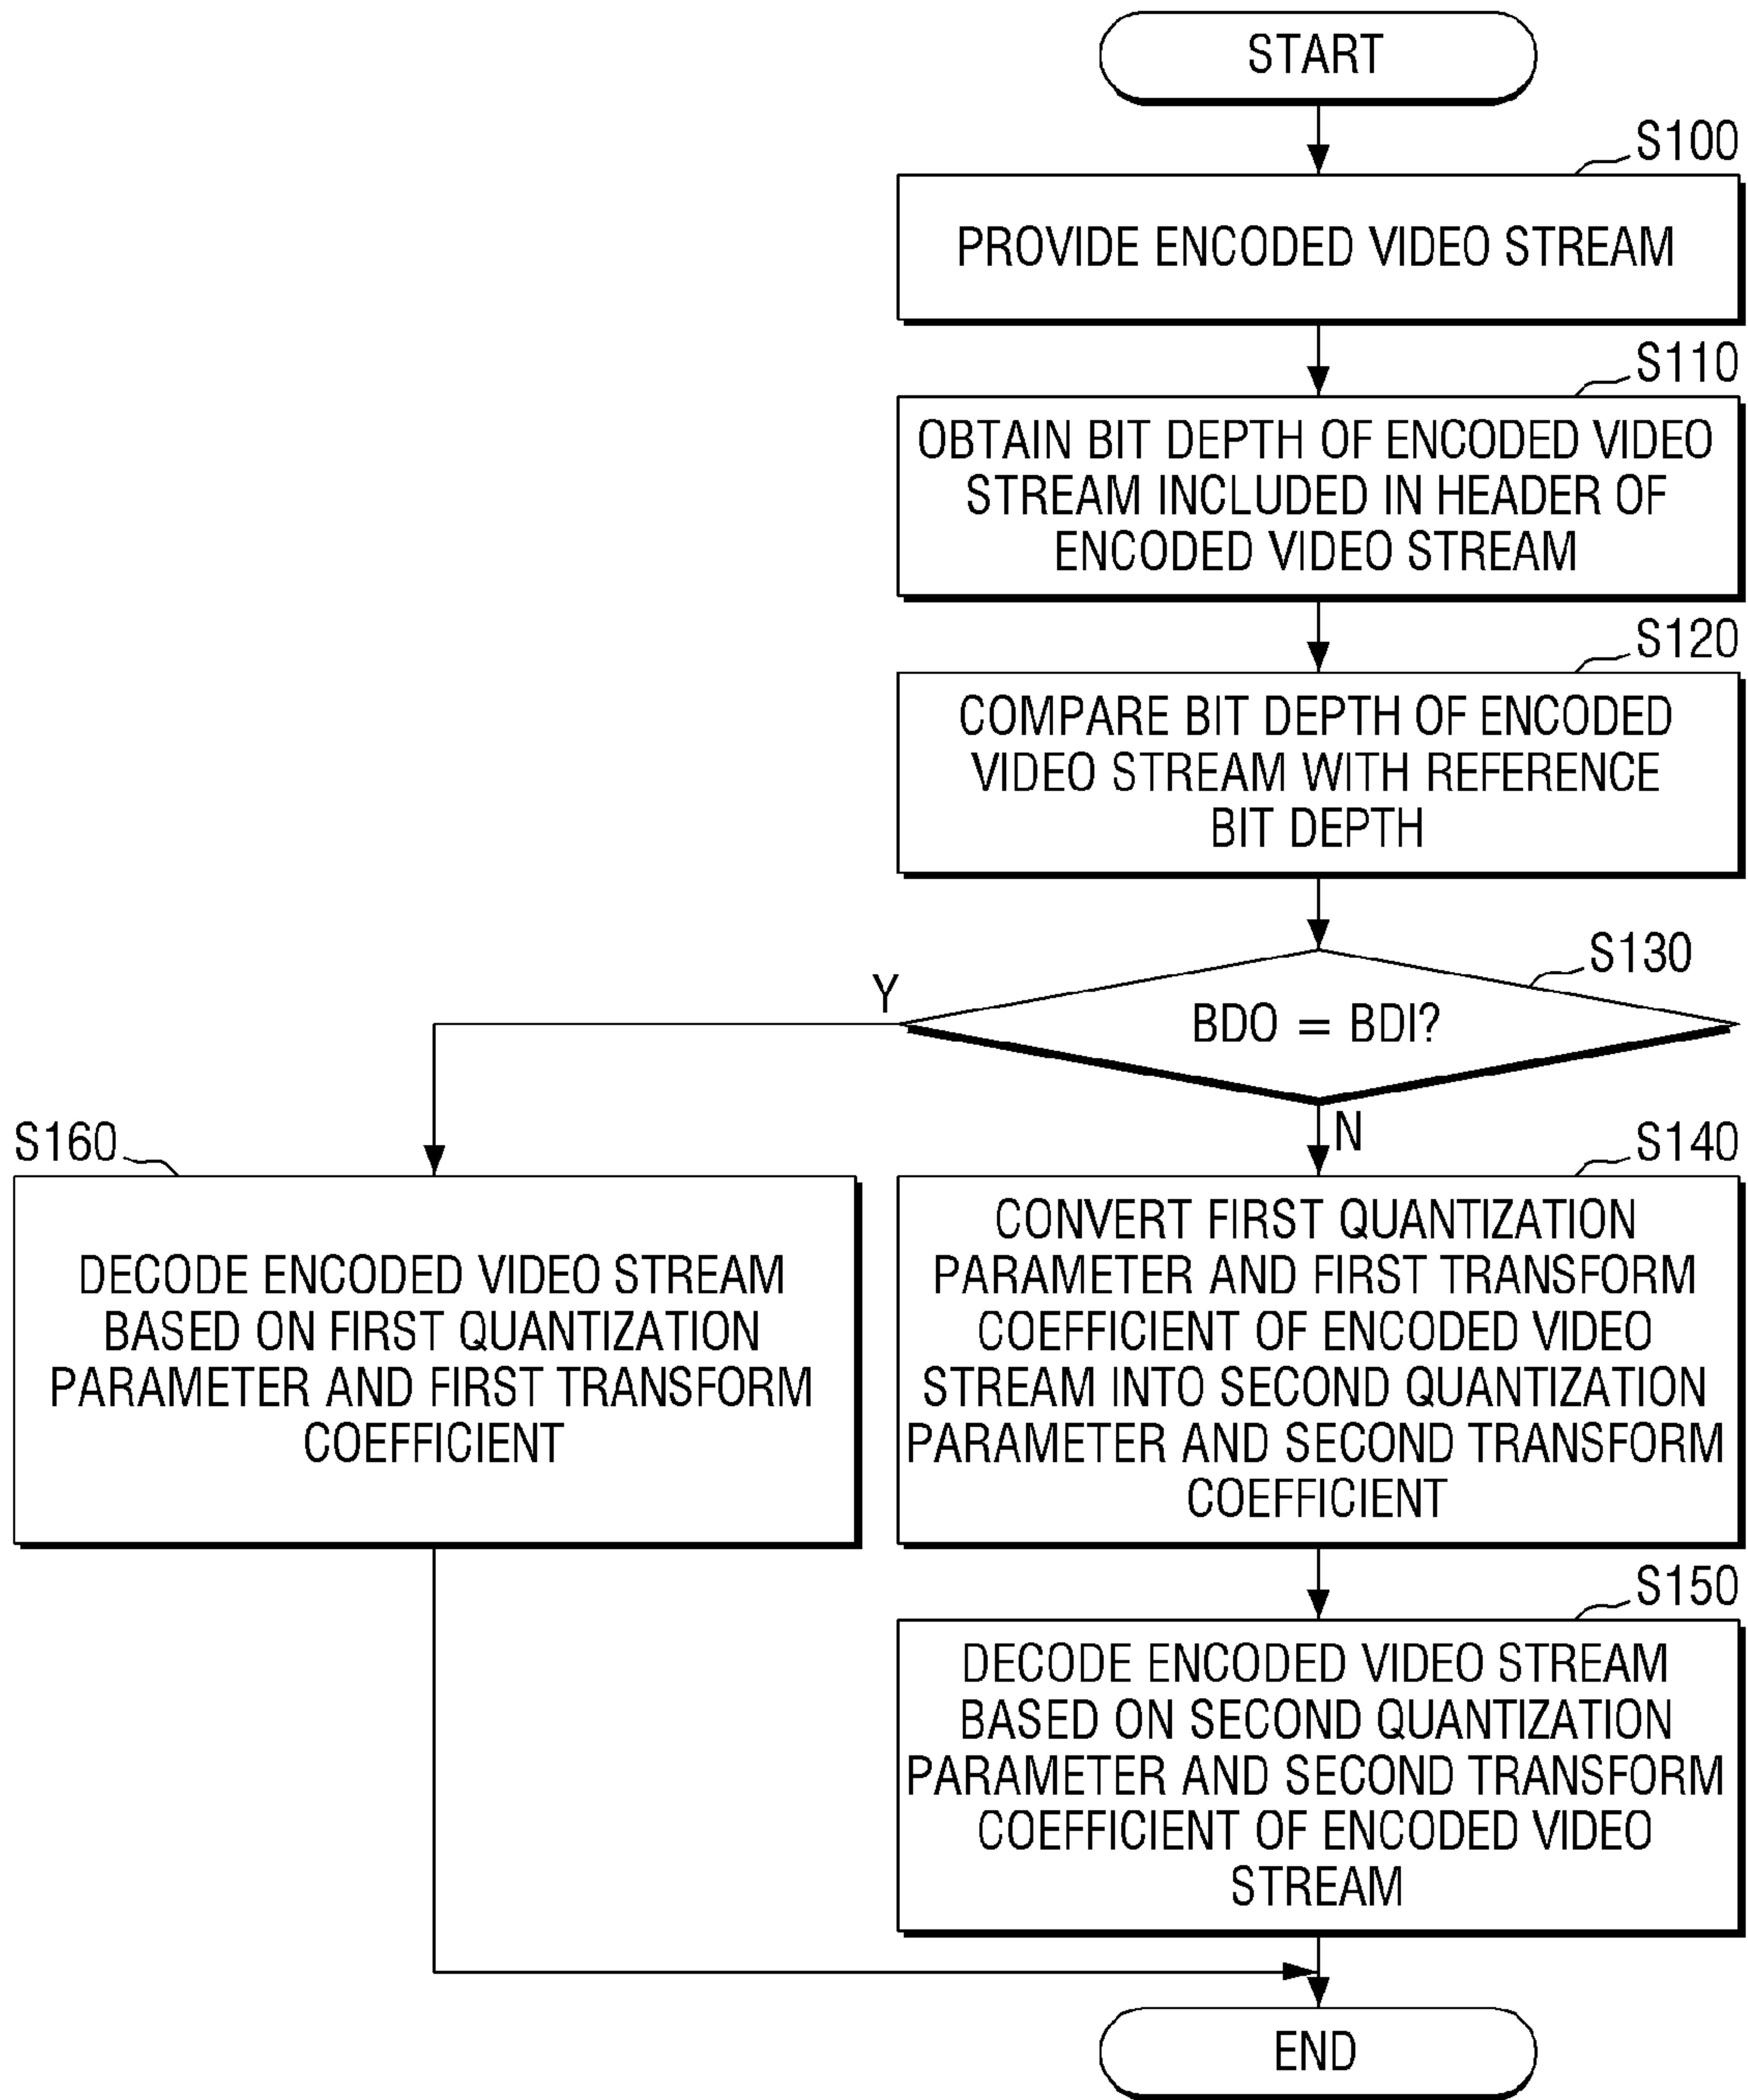 START
S100
PROVIDE ENCODED VIDEO STREAM
S110
OBTAIN BIT DEPTH OF ENCODED VIDEO
STREAM INCLUDED IN HEADER OF
ENCODED VIDEO STREAM
S120
COMPARE BIT DEPTH OF ENCODED
VIDEO STREAM WITH REFERENCE
BIT DEPTH
S130
BDO = BDI?
Y
N
S160
DECODE ENCODED VIDEO STREAM
BASED ON FIRST QUANTIZATION
PARAMETER AND FIRST TRANSFORM
COEFFICIENT
S140
CONVERT FIRST QUANTIZATION
PARAMETER AND FIRST TRANSFORM
COEFFICIENT OF ENCODED VIDEO
STREAM INTO SECOND QUANTIZATION
PARAMETER AND SECOND TRANSFORM
COEFFICIENT
S150
DECODE ENCODED VIDEO STREAM
BASED ON SECOND QUANTIZATION
PARAMETER AND SECOND TRANSFORM
COEFFICIENT OF ENCODED VIDEO
STREAM
END